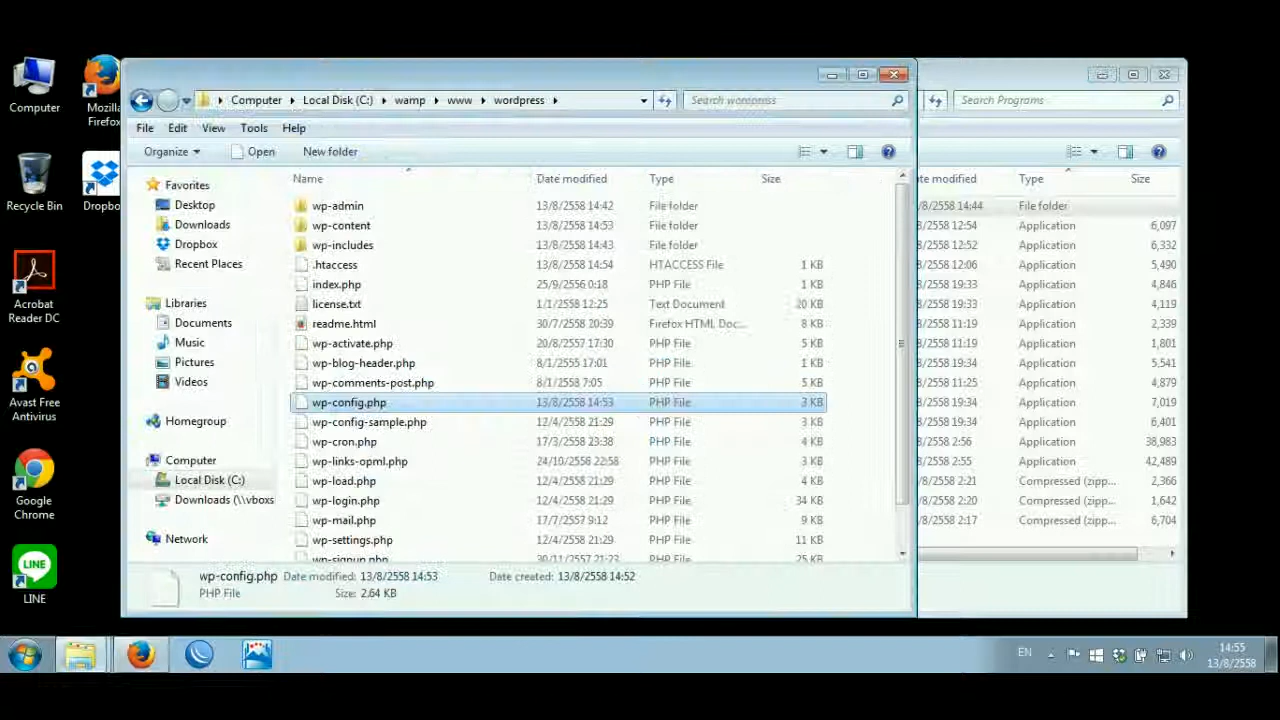 Computer
Recycle Bin
Acrobat
Reader DC
Avast Free
Antivirus
Google
Chrome
LINE
Mozill
Firefo
Dropbo
Computer
Local Disk (C:)
wamp
www
wordpress
Search wordpress
File
Edit
View
Tools
Help
Organize
Open
New folder
Name Date modified Type Size
Favorites
Desktop
Downloads
Dropbox
Recent Places
Libraries
Documents
Music
Pictures
Videos
Homegroup
Computer
Local Disk (C:)
Downloads (\\vboxs
Network
wp-admin 13/8/2558 14:42 File folder
wp-content 13/8/2558 14:53 File folder
wp-includes 13/8/2558 14:43 File folder
.htaccess 13/8/2558 14:54 HTACCESS File 1 KB
index.php 25/9/2556 0:18 PHP File 1 KB
license.txt 1/1/2558 12:25 Text Document 20 KB
readme.html 30/7/2558 20:39 Firefox HTML Doc... 8 KB
wp-activate.php 20/8/2557 17:30 PHP File 5 KB
wp-blog-header.php 8/1/2555 17:01 PHP File 1 KB
wp-comments-post.php 8/1/2558 7:05 PHP File 5 KB
wp-config.php 13/8/2558 14:53 PHP File 3 KB
wp-config-sample.php 12/4/2558 21:29 PHP File 3 KB
wp-cron.php 17/3/2558 23:38 PHP File 4 KB
wp-links-opml.php 24/10/2556 22:58 PHP File 3 KB
wp-load.php 12/4/2558 21:29 PHP File 4 KB
wp-login.php 12/4/2558 21:29 PHP File 34 KB
wp-mail.php 17/7/2557 9:12 PHP File 9 KB
wp-settings.php 12/4/2558 21:29 PHP File 11 KB
wp-signup.php 30/11/2557 21:23 PHP File 25 KB
wp-config.php Date modified: 13/8/2558 14:53 Date created: 13/8/2558 14:52
PHP File Size: 2.64 KB
Search Programs
te modified Type Size
8/2558 14:44 File folder
8/2558 12:54 Application 6,097
8/2558 12:52 Application 6,332
8/2558 12:06 Application 5,490
8/2558 19:33 Application 4,846
8/2558 19:33 Application 4,119
8/2558 11:19 Application 2,339
8/2558 11:19 Application 1,801
8/2558 19:34 Application 5,541
8/2558 11:25 Application 4,879
8/2558 19:34 Application 7,019
8/2558 19:34 Application 6,401
8/2558 2:56 Application 38,983
8/2558 2:55 Application 42,489
8/2558 2:21 Compressed (zipp... 2,366
8/2558 2:20 Compressed (zipp... 1,642
8/2558 2:17 Compressed (zipp... 6,704
EN
14:55
13/8/2558